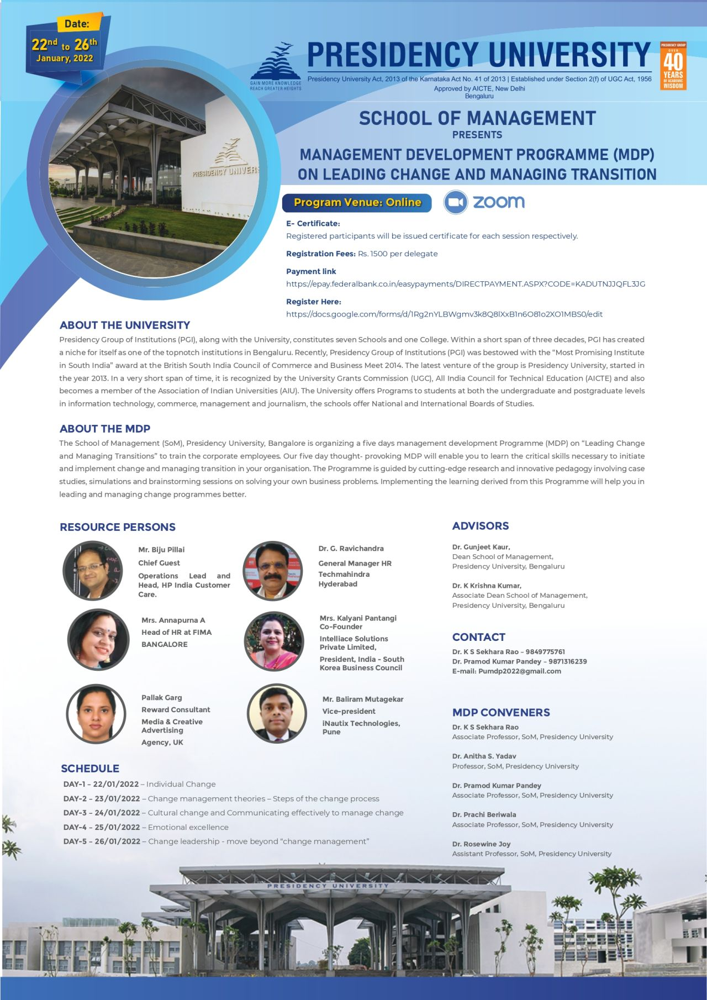 Date:
22nd to 26th
January, 2022
GAIN MORE KNOWLEDGE
REACH GREATER HEIGHTS
PRESIDENCY UNIVERSITY
Presidency University Act, 2013 of the Karnataka Act No. 41 of 2013 | Established under Section 2(f) of UGC Act, 1956
Approved by AICTE, New Delhi
Bengaluru
PRESIDENCY GROUP
OVER
40
YEARS
OF ACADEMIC
WISDOM
SCHOOL OF MANAGEMENT
PRESENTS
MANAGEMENT DEVELOPMENT PROGRAMME (MDP)
ON LEADING CHANGE AND MANAGING TRANSITION
PRESIDENCY UNIVERS
Program Venue: Online
zoom
E- Certificate:
Registered participants will be issued certificate for each session respectively.
Registration Fees: Rs. 1500 per delegate
Payment link
https://epay.federalbank.co.in/easypayments/DIRECTPAYMENT.ASPX?CODE=KADUTNJJQFL3JG
Register Here:
https://docs.google.com/forms/d/1Rg2nYLBWgmv3k8Q8lXxB1n6O81o2XO1MBS0/edit
ABOUT THE UNIVERSITY
Presidency Group of Institutions (PGI), along with the University, constitutes seven Schools and one College. Within a short span of three decades, PGI has created
a niche for itself as one of the topnotch institutions in Bengaluru. Recently, Presidency Group of Institutions (PGI) was bestowed with the “Most Promising Institute
in South India” award at the British South India Council of Commerce and Business Meet 2014. The latest venture of the group is Presidency University, started in
the year 2013. In a very short span of time, it is recognized by the University Grants Commission (UGC), All India Council for Technical Education (AICTE) and also
becomes a member of the Association of Indian Universities (AIU). The University offers Programs to students at both the undergraduate and postgraduate levels
in information technology, commerce, management and journalism, the schools offer National and International Boards of Studies.
ABOUT THE MDP
The School of Management (SoM), Presidency University, Bangalore is organizing a five days management development Programme (MDP) on “Leading Change
and Managing Transitions” to train the corporate employees. Our five day thought- provoking MDP will enable you to learn the critical skills necessary to initiate
and implement change and managing transition in your organisation. The Programme is guided by cutting-edge research and innovative pedagogy involving case
studies, simulations and brainstorming sessions on solving your own business problems. Implementing the learning derived from this Programme will help you in
leading and managing change programmes better.
RESOURCE PERSONS
Mr. Biju Pillai
Chief Guest
Operations Lead and
Head, HP India Customer
Care.
Dr. G. Ravichandra
General Manager HR
Techmahindra
Hyderabad
Mrs. Annapurna A
Head of HR at FIMA
BANGALORE
Mrs. Kalyani Pantangi
Co-Founder
Intelliace Solutions
Private Limited,
President, India - South
Korea Business Council
Pallak Garg
Reward Consultant
Media & Creative
Advertising
Agency, UK
Mr. Baliram Mutagekar
Vice-president
iNautix Technologies,
Pune
SCHEDULE
DAY-1 – 22/01/2022 – Individual Change
DAY-2 – 23/01/2022 – Change management theories – Steps of the change process
DAY-3 – 24/01/2022 – Cultural change and Communicating effectively to manage change
DAY-4 – 25/01/2022 – Emotional excellence
DAY-5 – 26/01/2022 – Change leadership - move beyond “change management”
ADVISORS
Dr. Gunjeet Kaur,
Dean School of Management,
Presidency University, Bengaluru
Dr. K Krishna Kumar,
Associate Dean School of Management,
Presidency University, Bengaluru
CONTACT
Dr. K S Sekhara Rao – 9849775761
Dr. Pramod Kumar Pandey – 9871316239
E-mail: Pumdp2022@gmail.com
MDP CONVENERS
Dr. K S Sekhara Rao
Associate Professor, SoM, Presidency University
Dr. Anitha S. Yadav
Professor, SoM, Presidency University
Dr. Pramod Kumar Pandey
Associate Professor, SoM, Presidency University
Dr. Prachi Beriwala
Associate Professor, SoM, Presidency University
Dr. Rosewine Joy
Assistant Professor, SoM, Presidency University
PRESIDENCY UNIVERSITY